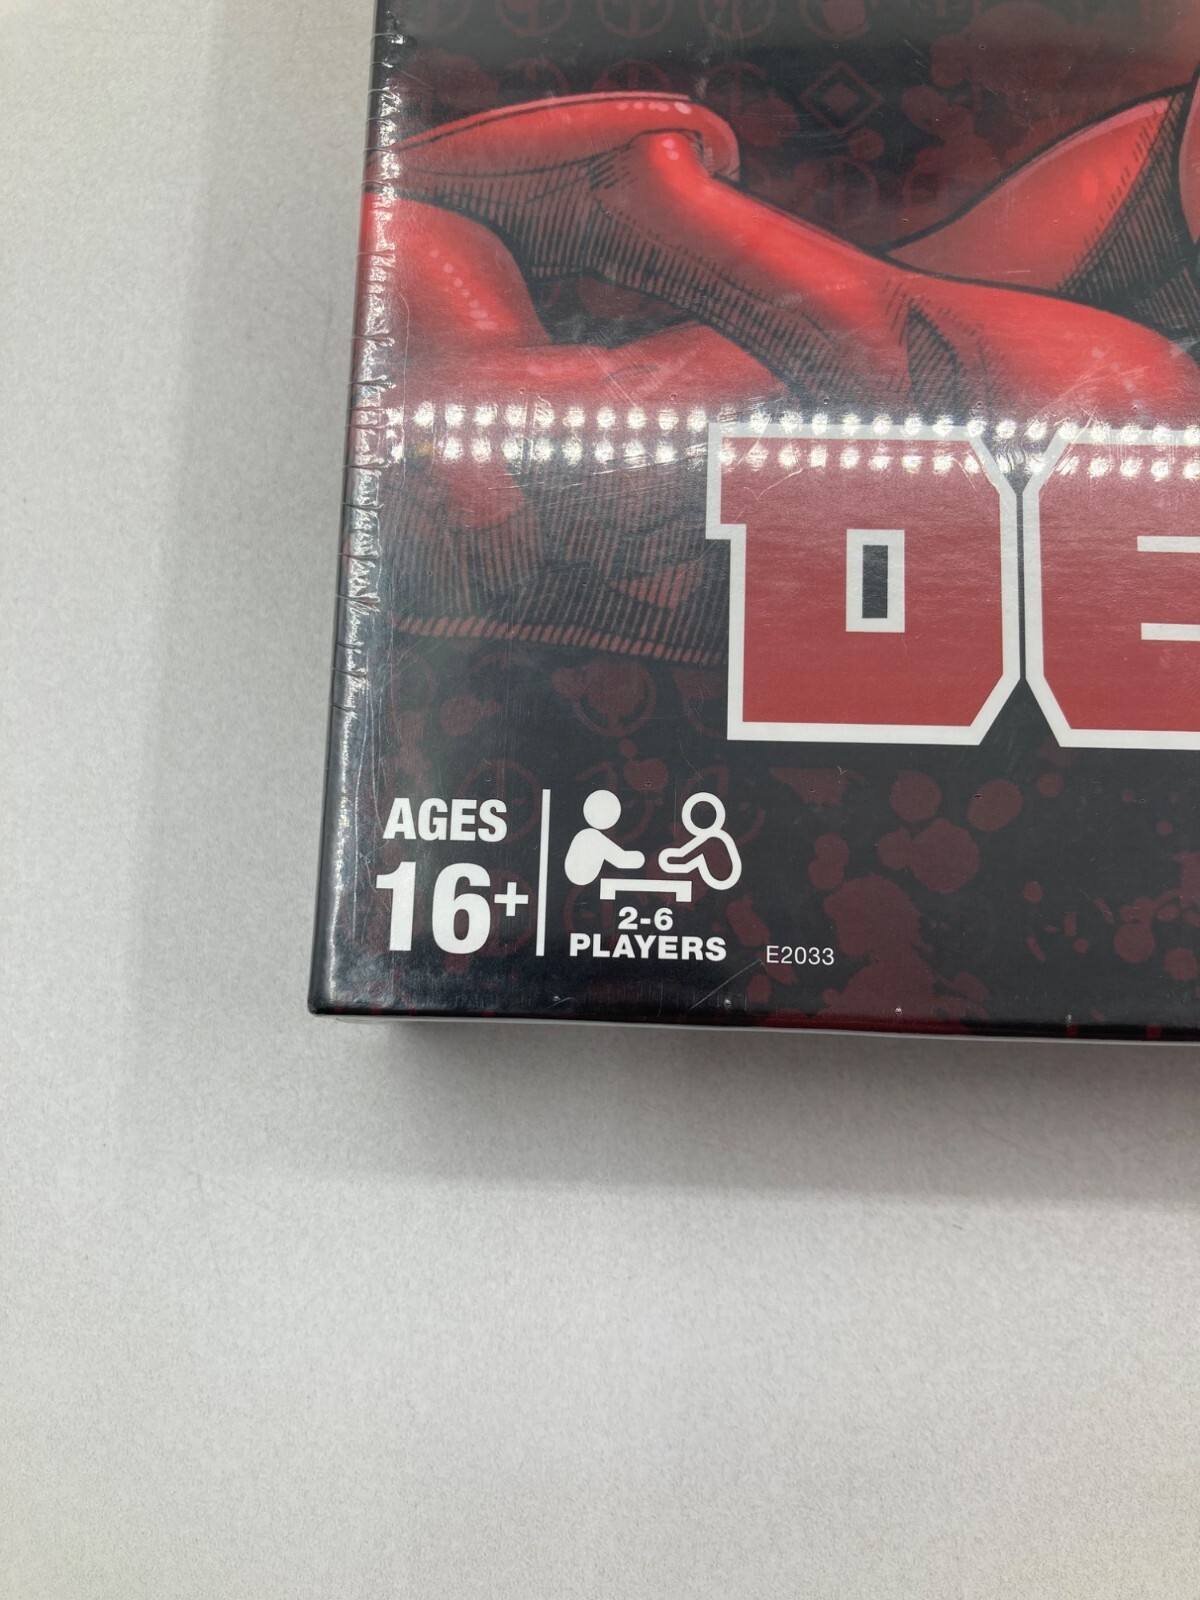 DE
AGES
16+
2-6
PLAYERS
E2033